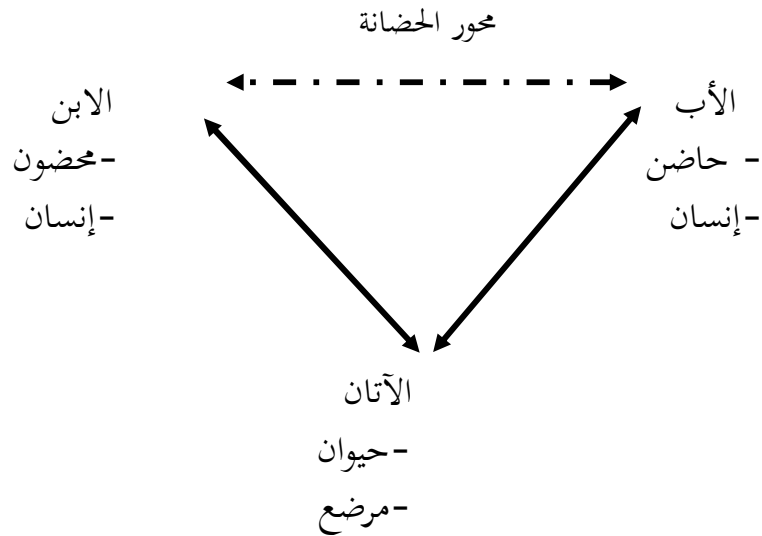 محور الحضانة
الأب
- حاضن
-إنسان
الابن
-محضون
-إنسان
الآتان
-حيوان
-مرضع